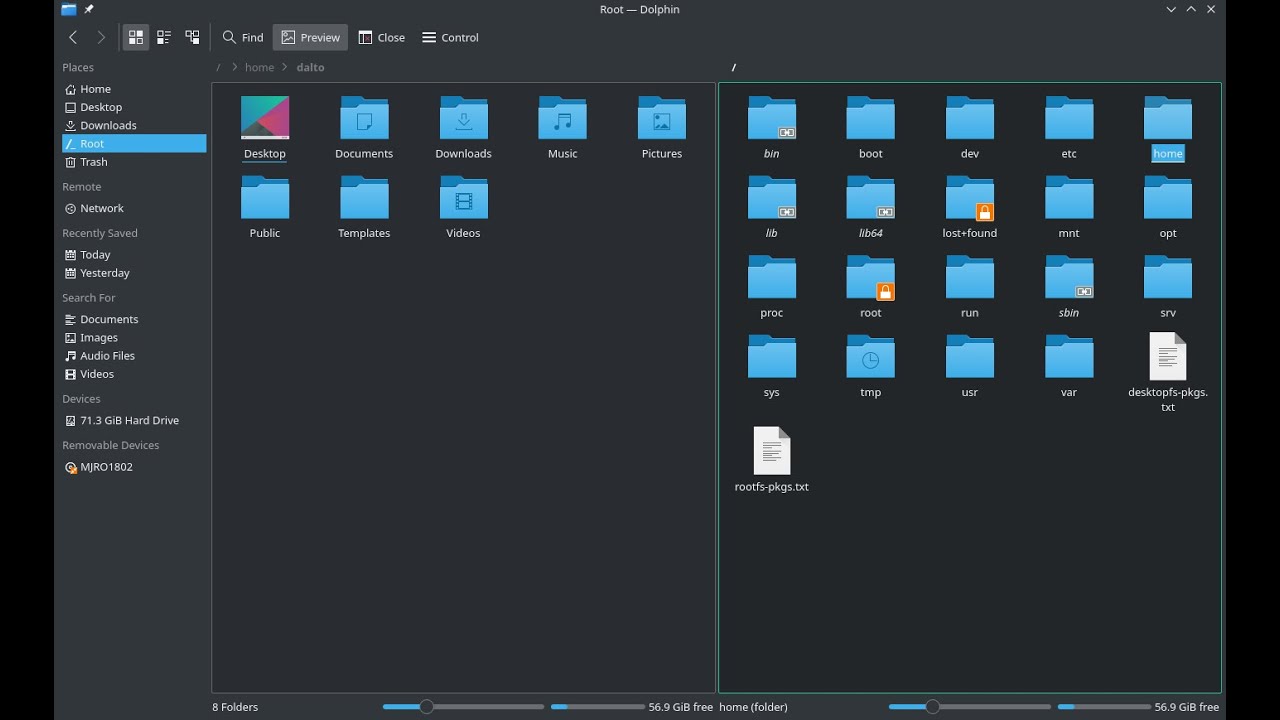 Root — Dolphin
Find
Preview
Close
Control
Places
Home
Desktop
Downloads
Root
Trash
Remote
Network
Recently Saved
Today
Yesterday
Search For
Documents
Images
Audio Files
Videos
Devices
71.3 GiB Hard Drive
Removable Devices
MJRO1802
/ > home > dalto
Desktop Documents Downloads Music Pictures
Public Templates Videos
8 Folders
56.9 GiB free
/
bin boot dev etc home
lib lib64 lost+found mnt opt
proc root run sbin srv
sys tmp usr var desktopfs-pkgs.
txt
rootfs-pkgs.txt
home (folder)
56.9 GiB free